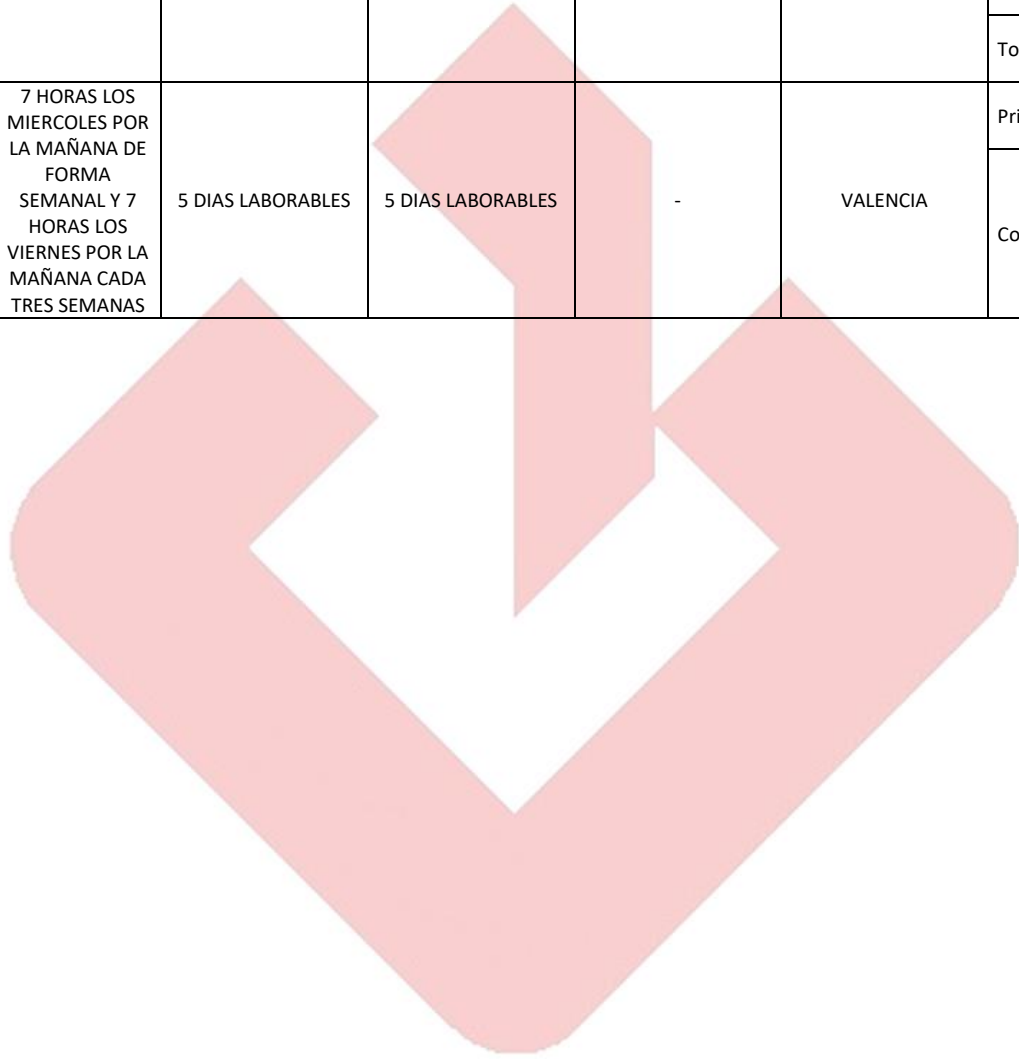 To
7 HORAS LOS
MIERCOLES POR
LA MAÑANA DE
FORMA
SEMANAL Y 7
HORAS LOS
VIERNES POR LA
MAÑANA CADA
TRES SEMANAS
5 DIAS LABORABLES
5 DIAS LABORABLES
-
VALENCIA
Pri
Co